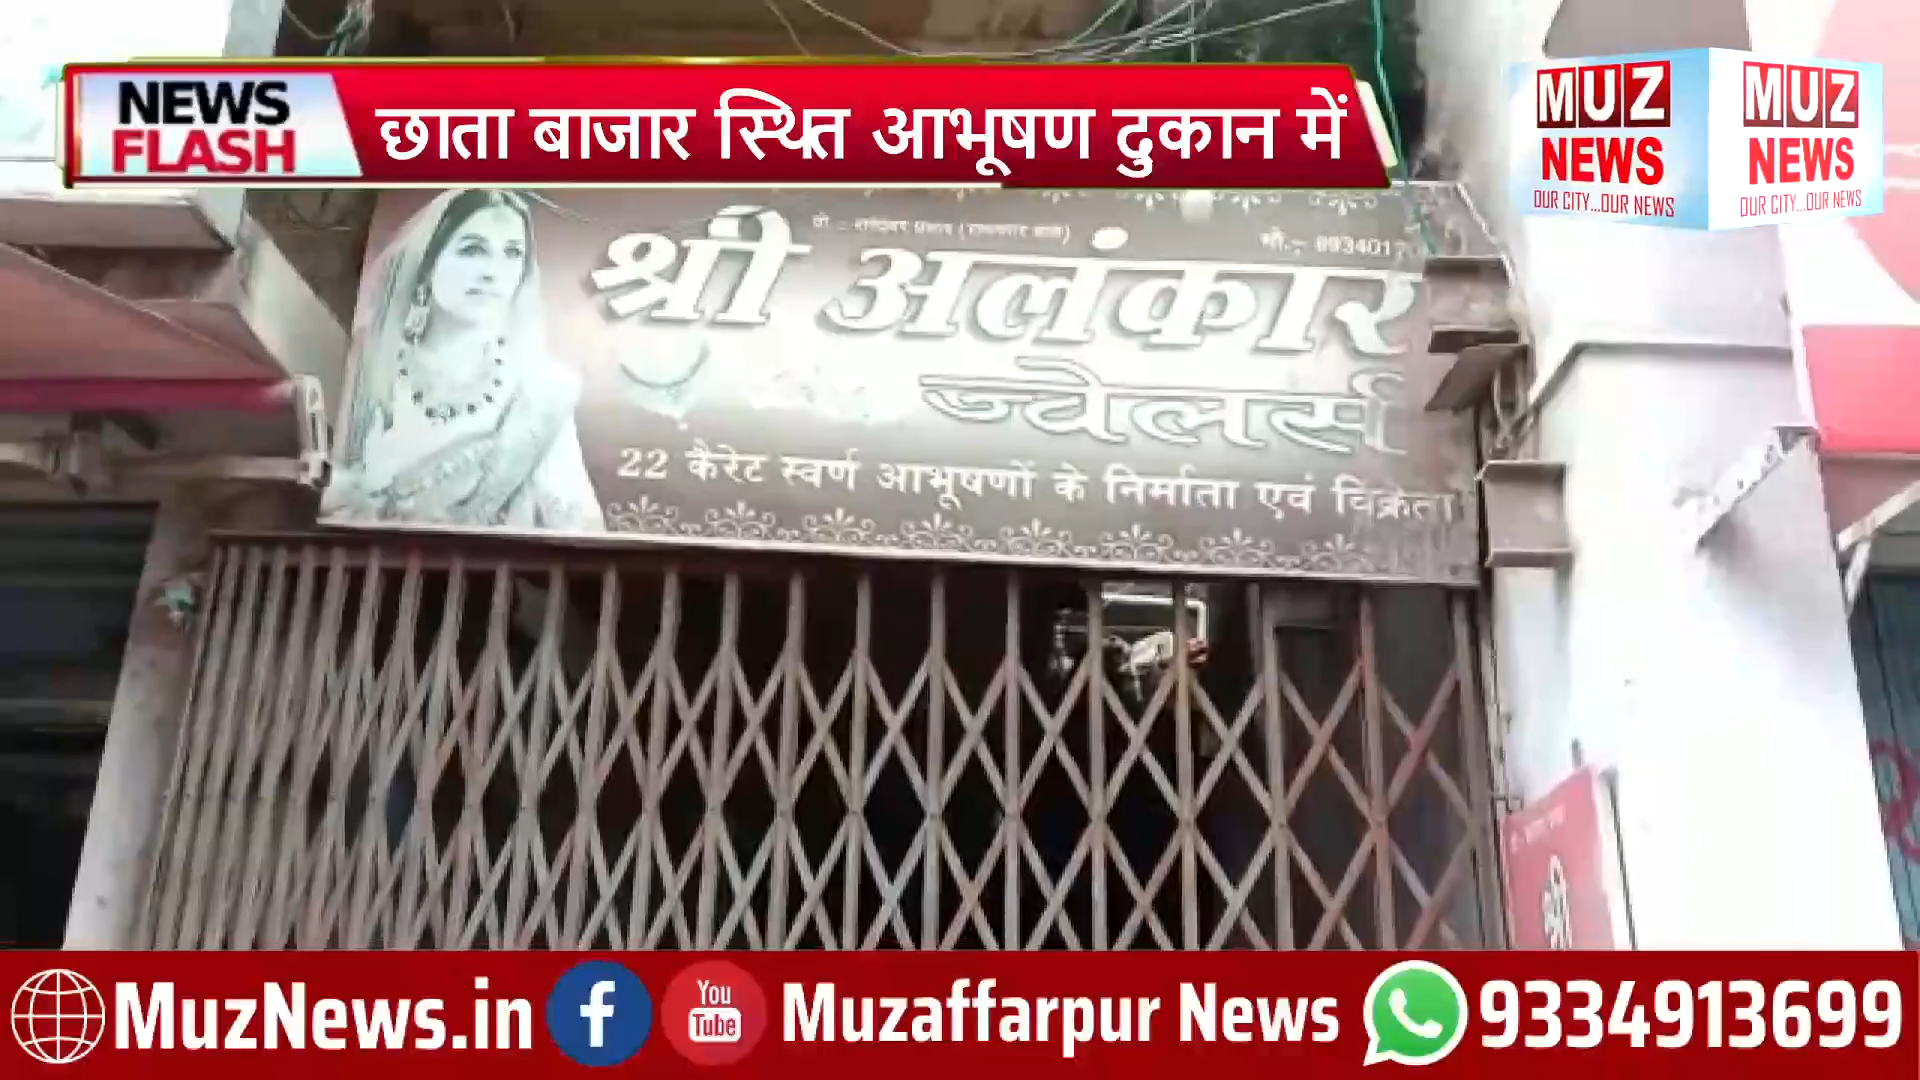 NEWS
FLASH
छाता बाजार स्थित आभूषण दुकान में
MUZ
NEWS
OUR CITY...OUR NEWS
MUZ
NEWS
OUR CITY...OUR NEWS
मो.:- 9934017
श्री अलंकार
ज्वेलर्स
22 कैरेट स्वर्ण आभूषणों के निर्माता एवं विक्रेता
श्री
MuzNews.in
f
You
Tube
Muzaffarpur News
9334913699